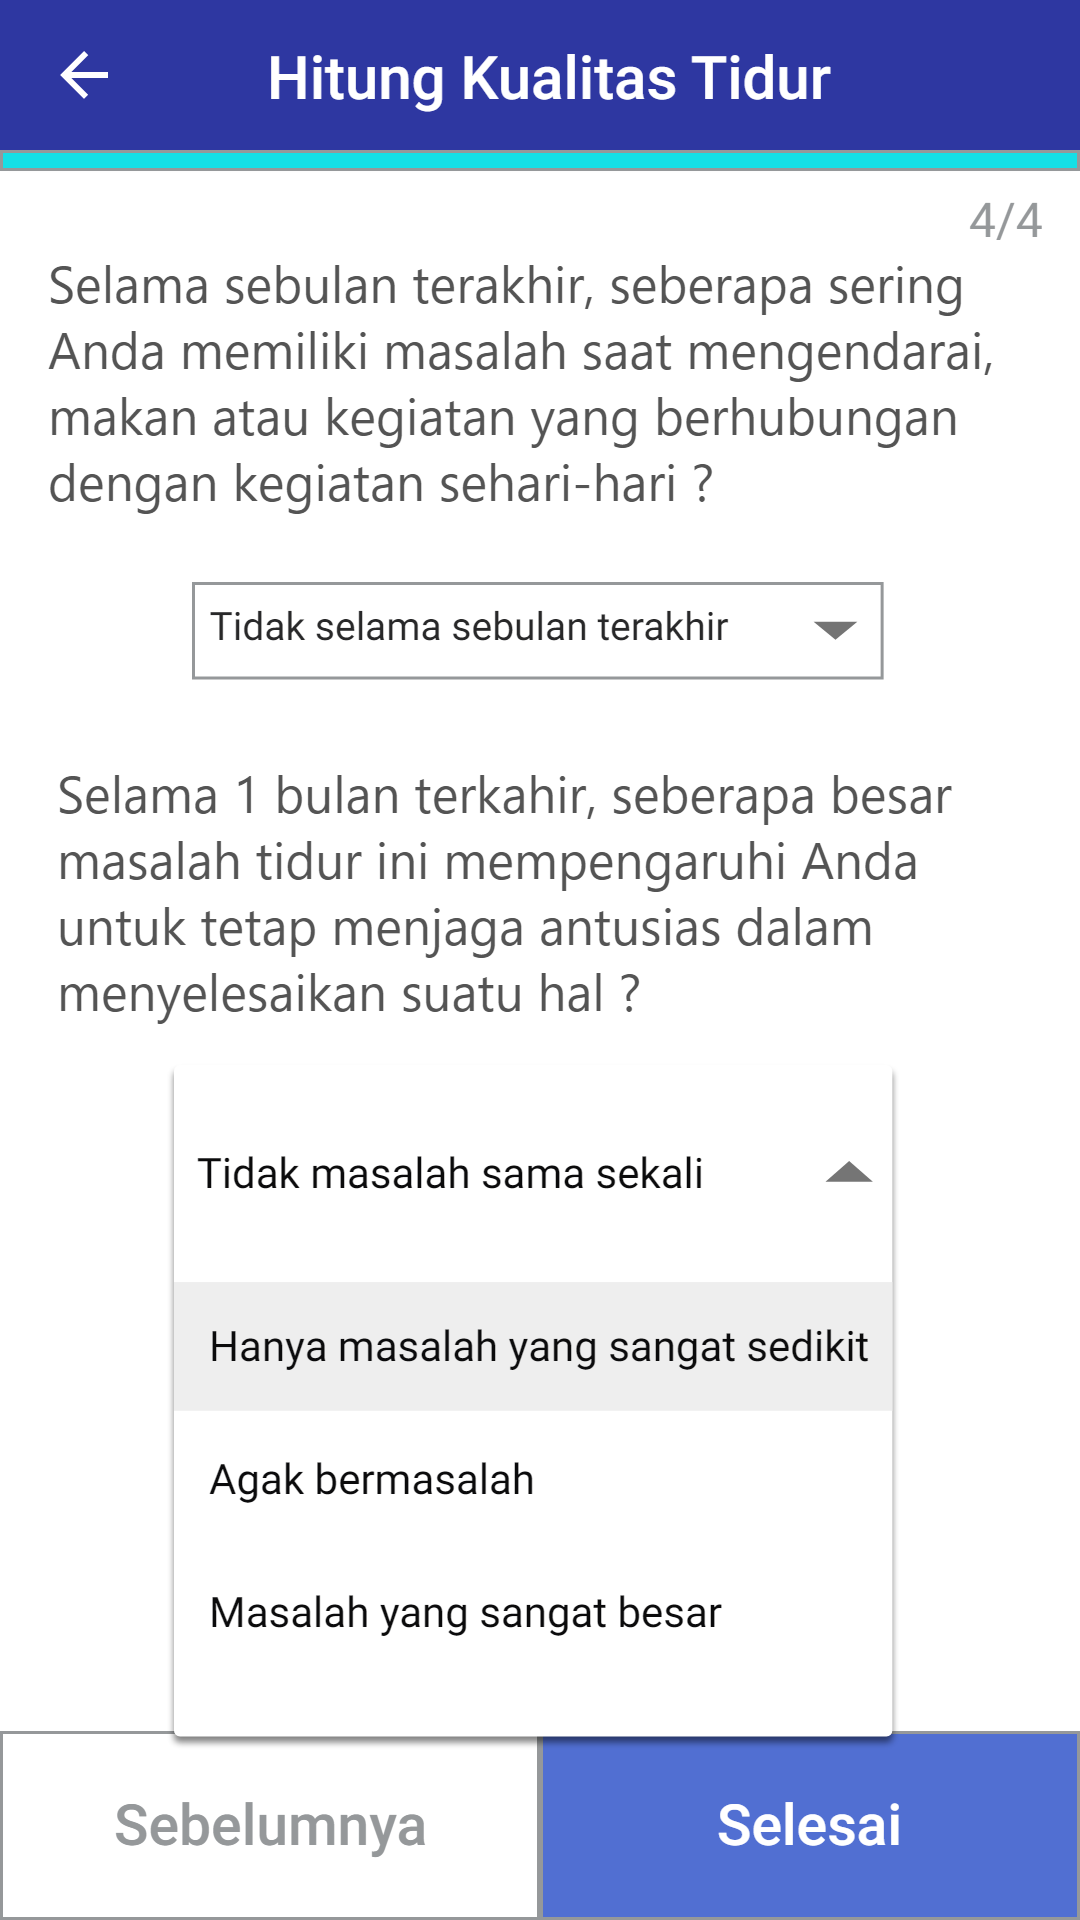 Hitung Kualitas Tidur
4/4
Selama sebulan terakhir, seberapa sering
Anda memiliki masalah saat mengendarai,
makan atau kegiatan yang berhubungan
dengan kegiatan sehari-hari ?
Tidak selama sebulan terakhir
Selama 1 bulan terkahir, seberapa besar
masalah tidur ini mempengaruhi Anda
untuk tetap menjaga antusias dalam
menyelesaikan suatu hal ?
Tidak masalah sama sekali
Hanya masalah yang sangat sedikit
Agak bermasalah
Masalah yang sangat besar
Sebelumnya
Selesai